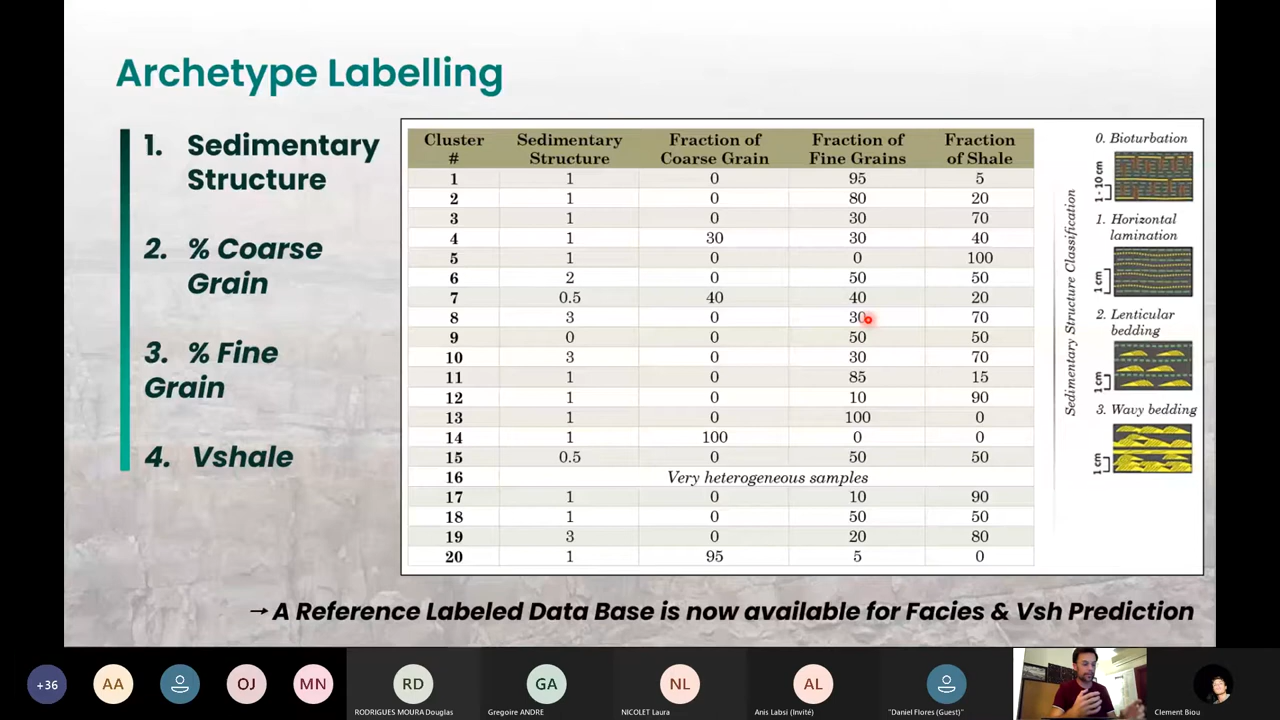 Archetype Labelling
1. Sedimentary
Structure
2. % Coarse
Grain
3. % Fine
Grain
4. Vshale
Cluster # Sedimentary Structure Fraction of Coarse Grain Fraction of Fine Grains Fraction of Shale
1 1 0 95 5
2 1 0 80 20
3 1 0 30 70
4 1 30 30 40
5 1 0 0 100
6 2 0 50 50
7 0.5 40 40 20
8 3 0 30 70
9 0 0 50 50
10 3 0 30 70
11 1 0 85 15
12 1 0 10 90
13 1 0 100 0
14 1 100 0 0
15 0.5 0 50 50
16 Very heterogeneous samples
17 1 0 10 90
18 1 0 50 50
19 3 0 20 80
20 1 95 5 0
Sedimentary Structure Classification
0. Bioturbation
1 - 10 cm
1. Horizontal
lamination
1 cm
2. Lenticular
bedding
1 cm
3. Wavy bedding
1 cm
→ A Reference Labeled Data Base is now available for Facies & Vsh Prediction
+36
AA
OJ
MN
RD
RODRIGUES MOURA Douglas
GA
Gregoire ANDRE
NL
NICOLET Laura
AL
Anis Labsi (Invité)
"Daniel Flores (Guest)"
Clement Biou